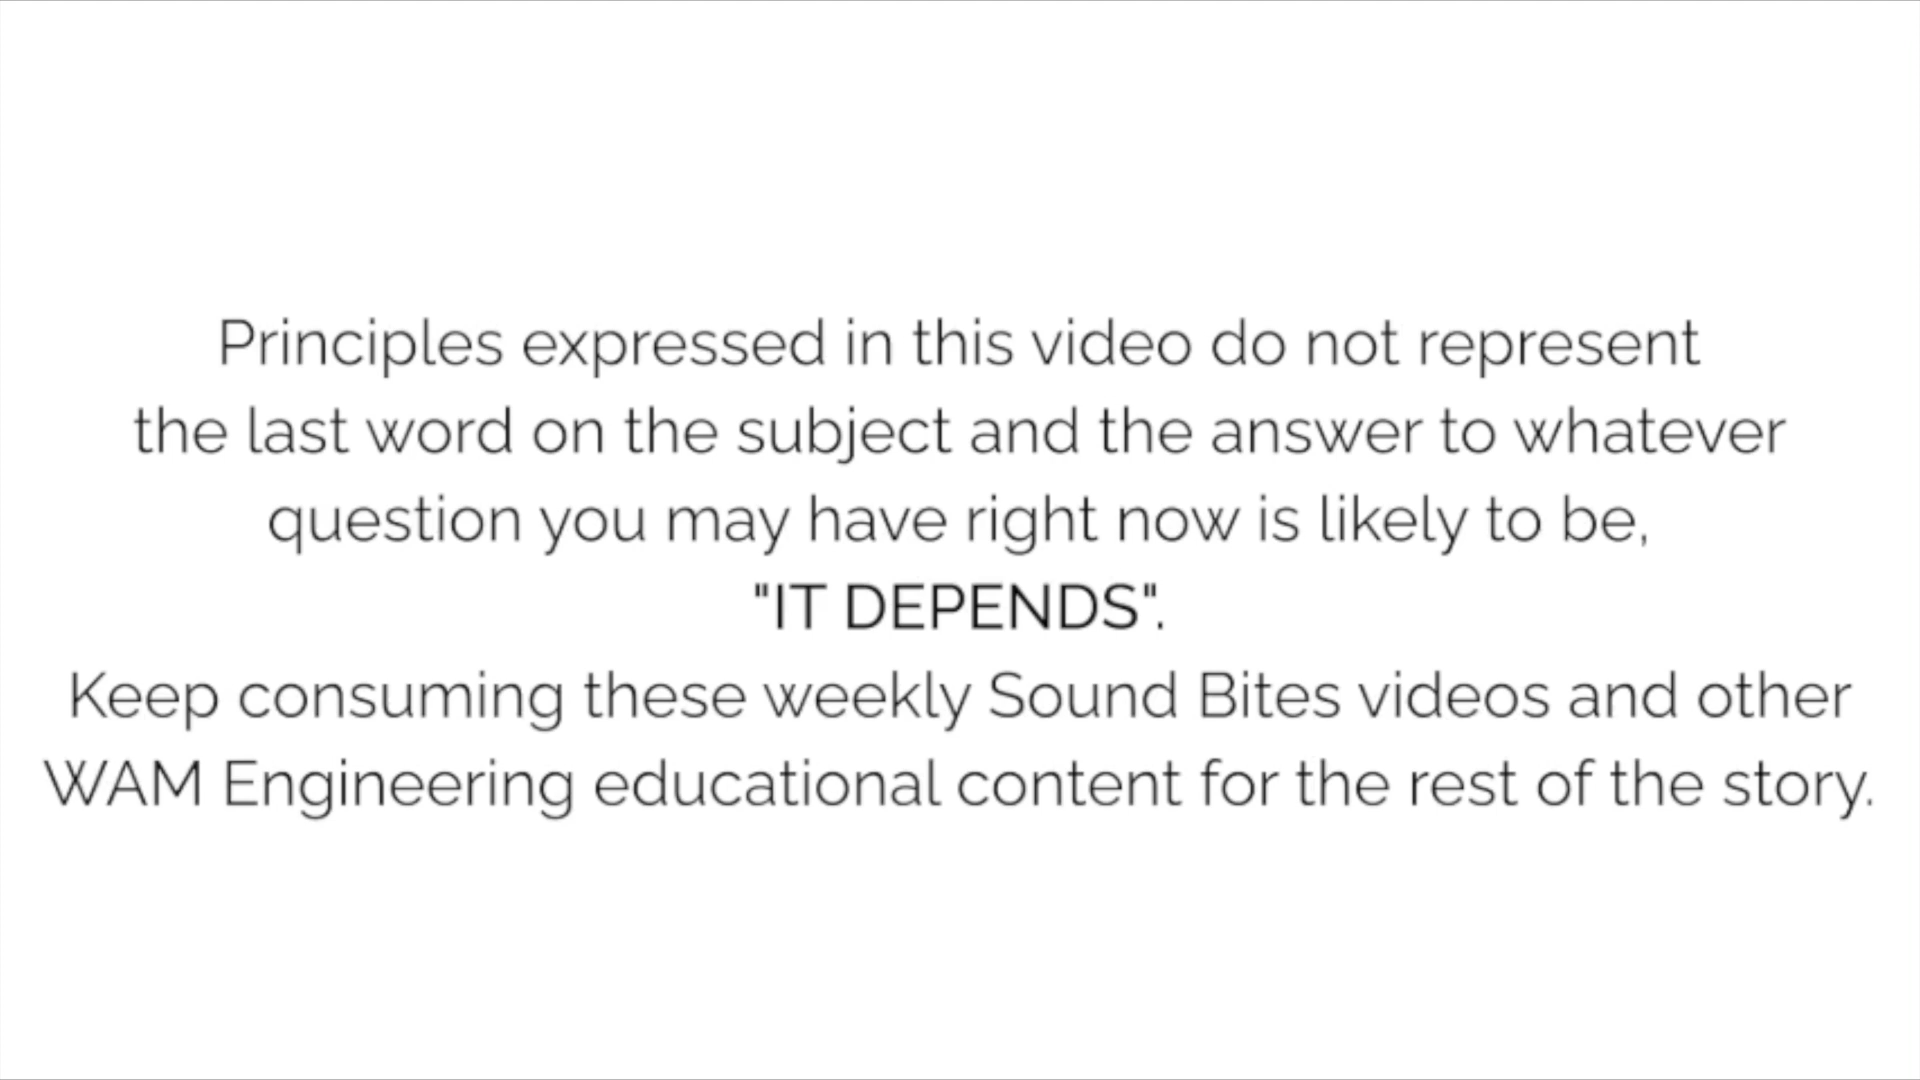 Principles expressed in this video do not represent
the last word on the subject and the answer to whatever
question you may have right now is likely to be,
"IT DEPENDS".
Keep consuming these weekly Sound Bites videos and other
WAM Engineering educational content for the rest of the story.